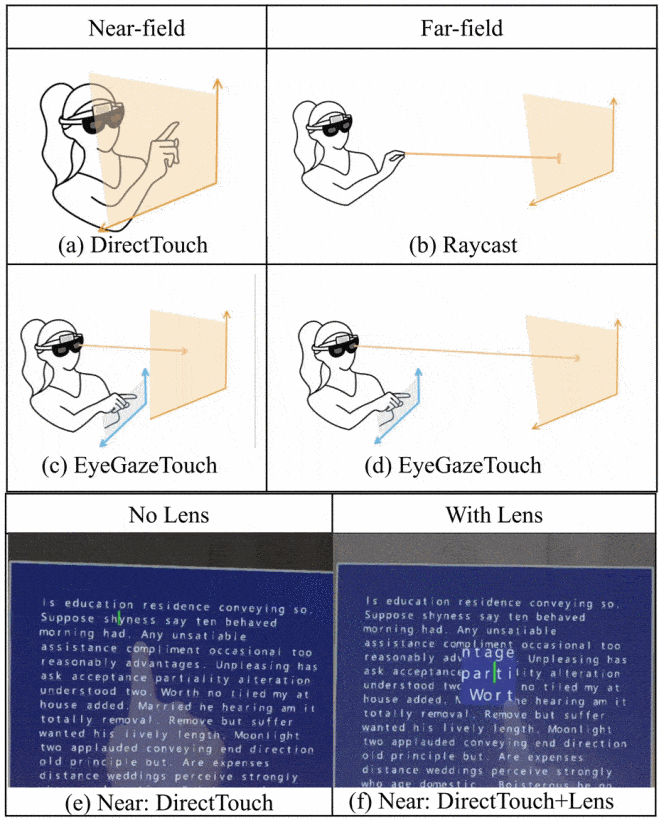 Near-field
Far-field
(a) DirectTouch
(b) Raycast
(c) EyeGazeTouch
(d) EyeGazeTouch
No Lens
With Lens
Is education residence conveying so.
Suppose shyness say ten behaved
morning had. Any unsatiable
assistance compliment occasional too
reasonably advantages. Unpleasing has
ask acceptance partiality alteration
understood two. Worth no tiled my at
house added. Married he hearing am it
totally removal. Remove but suffer
wanted his lively length. Moonlight
two applauded conveying end direction
old principle but. Are expenses
distance weddings perceive strongly
(e) Near: DirectTouch
Is education residence conveying so.
Suppose shyness say ten behaved
morning had. Any unsatiable
assistance compliment occasional too
reasonably adv . Unpleasing has
ask acceptance lity alteration
understood two no tiled my at
house added. M he hearing am it
totally removal. Remove but suffer
wanted his lively length. Moonlight
two applauded conveying end direction
old principle but. Are expenses
distance weddings perceive strongly
who age domestic
ntage
parti
Wort
(f) Near: DirectTouch+Lens